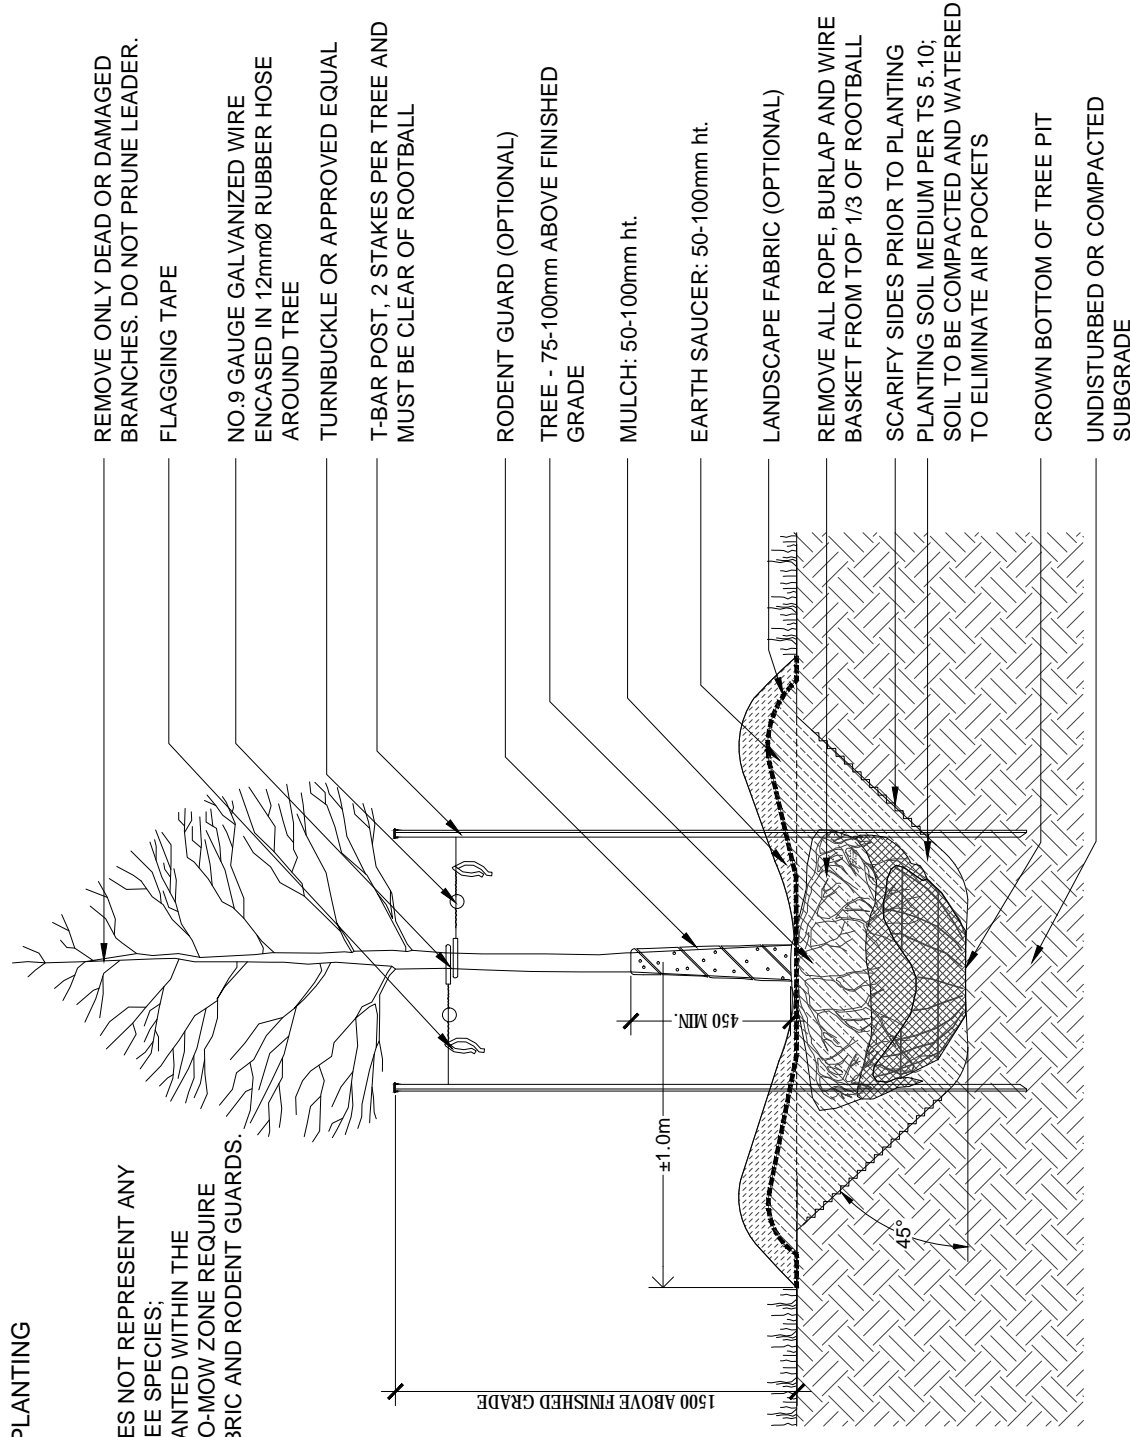 PLANTING
ES NOT REPRESENT ANY
EE SPECIES;
ANTED WITHIN THE
O-MOW ZONE REQUIRE
BRIC AND RODENT GUARDS.
REMOVE ONLY DEAD OR DAMAGED
BRANCHES. DO NOT PRUNE LEADER.
FLAGGING TAPE
NO.9 GAUGE GALVANIZED WIRE
ENCASED IN 12mmØ RUBBER HOSE
AROUND TREE
TURNBUCKLE OR APPROVED EQUAL
T-BAR POST, 2 STAKES PER TREE AND
MUST BE CLEAR OF ROOTBALL
RODENT GUARD (OPTIONAL)
TREE - 75-100mm ABOVE FINISHED
GRADE
MULCH: 50-100mm ht.
EARTH SAUCER: 50-100mm ht.
LANDSCAPE FABRIC (OPTIONAL)
REMOVE ALL ROPE, BURLAP AND WIRE
BASKET FROM TOP 1/3 OF ROOTBALL
SCARIFY SIDES PRIOR TO PLANTING
PLANTING SOIL MEDIUM PER TS 5.10;
SOIL TO BE COMPACTED AND WATERED
TO ELIMINATE AIR POCKETS
CROWN BOTTOM OF TREE PIT
UNDISTURBED OR COMPACTED
SUBGRADE
1500 ABOVE FINISHED GRADE
450 MIN.
±1.0m
45°